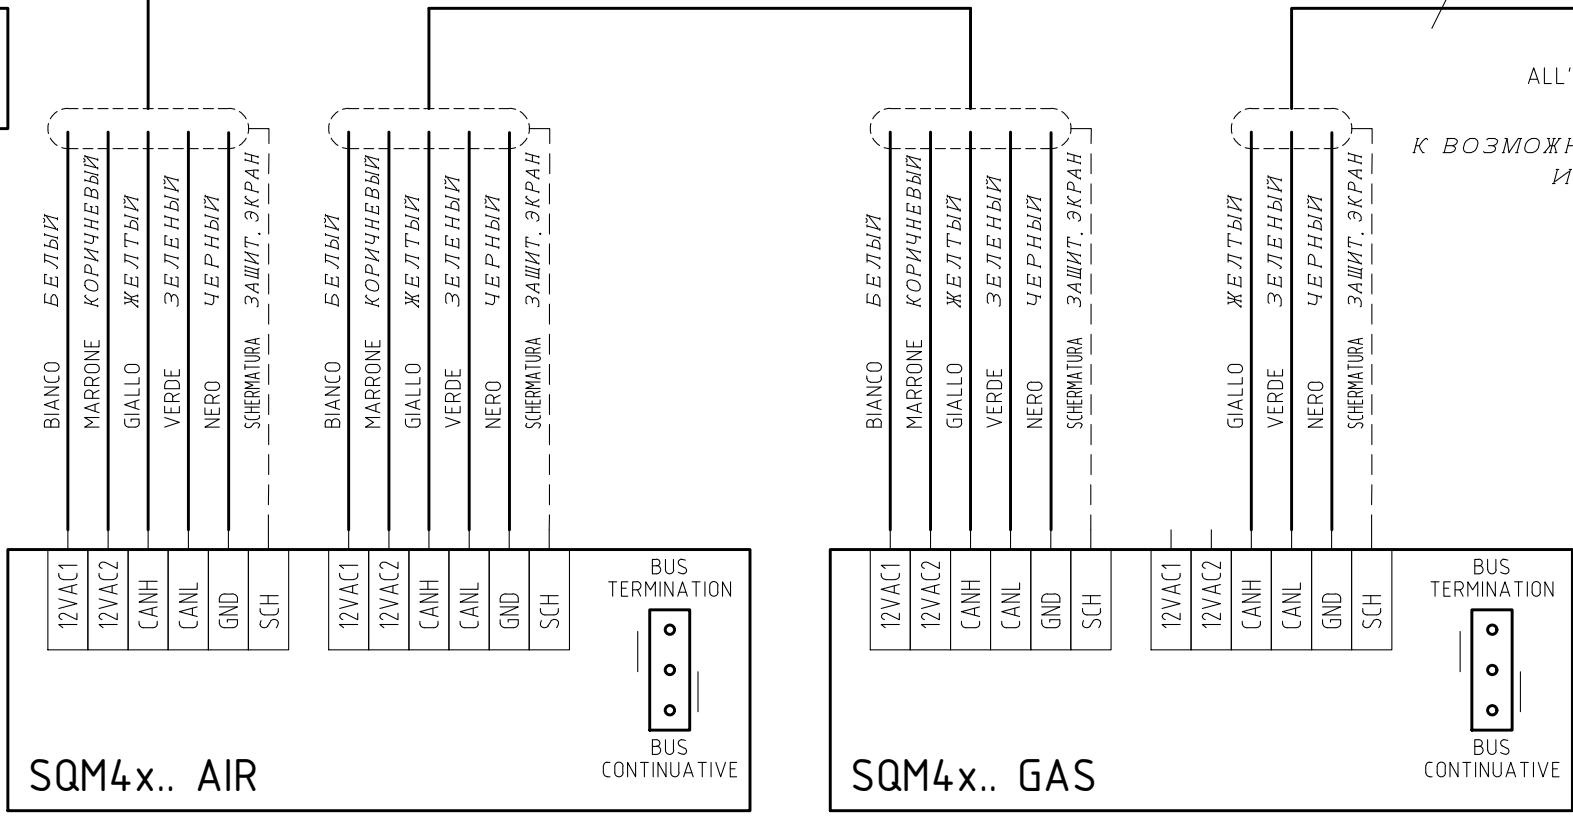 ALL'
К ВОЗМОЖН
И
БЕЛЫЙ
КОРИЧНЕВЫЙ
ЖЕЛТЫЙ
ЗЕЛЕНЫЙ
ЧЕРНЫЙ
ЗАЩИТ. ЭКРАН
BIANCO
MARRONE
GIALLO
VERDE
NERO
SCHERMATURA
БЕЛЫЙ
КОРИЧНЕВЫЙ
ЖЕЛТЫЙ
ЗЕЛЕНЫЙ
ЧЕРНЫЙ
ЗАЩИТ. ЭКРАН
BIANCO
MARRONE
GIALLO
VERDE
NERO
SCHERMATURA
БЕЛЫЙ
КОРИЧНЕВЫЙ
ЖЕЛТЫЙ
ЗЕЛЕНЫЙ
ЧЕРНЫЙ
ЗАЩИТ. ЭКРАН
BIANCO
MARRONE
GIALLO
VERDE
NERO
SCHERMATURA
ЖЕЛТЫЙ
ЗЕЛЕНЫЙ
ЧЕРНЫЙ
ЗАЩИТ. ЭКРАН
GIALLO
VERDE
NERO
SCHERMATURA
12VAC1
12VAC2
CANH
CANL
GND
SCH
12VAC1
12VAC2
CANH
CANL
GND
SCH
BUS
TERMINATION
BUS
CONTINUATIVE
SQM4x.. AIR
12VAC1
12VAC2
CANH
CANL
GND
SCH
12VAC1
12VAC2
CANH
CANL
GND
SCH
BUS
TERMINATION
BUS
CONTINUATIVE
SQM4x.. GAS